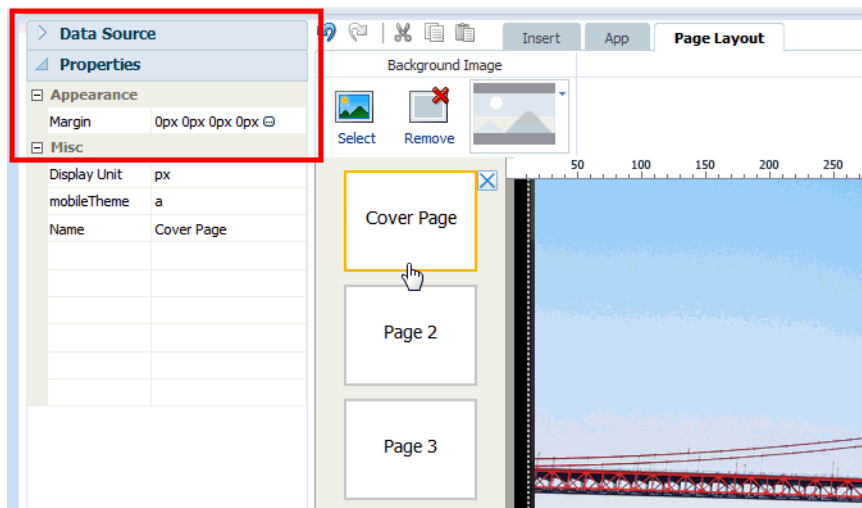 Data Source
Properties
Appearance
Margin 0px 0px 0px 0px
Misc
Display Unit px
mobileTheme a
Name Cover Page
Insert App Page Layout
Background Image
Select Remove
50 100 150 200 250
Cover Page
Page 2
Page 3